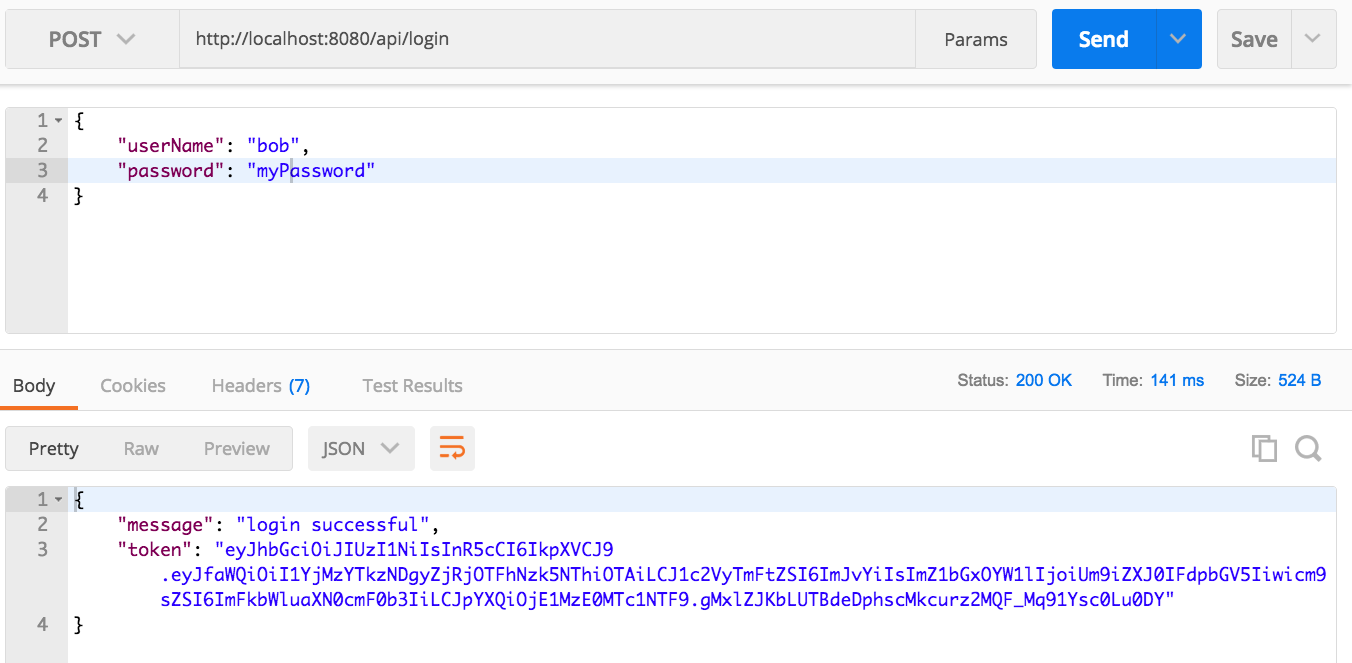 POST http://localhost:8080/api/login Params Send Save
1 {
2 "userName": "bob",
3 "password": "myPassword"
4 }
Body Cookies Headers (7) Test Results Status: 200 OK Time: 141 ms Size: 524 B
Pretty Raw Preview JSON
1 {
2 "message": "login successful",
3 "token": "eyJhbGciOiJIUzI1NiIsInR5cCI6IkpXVCJ9
.eyJfaWQiOiI1YjMzYTkzNDgyZjRjOTFhNzk5NThiOTAiLCJ1c2VyTmFtZSI6ImJvYiIsImZ1bGxOYW1lIjoiUm9iZXJ0IFdpbGV5Iiwicm9
sZSI6ImFkbWluaXN0cmF0b3IiLCJpYXQiOjE1MzE0MTc1NTF9.gMxlZJKbLUTBdeDphscMkcurz2MQF_Mq91Ysc0Lu0DY"
4 }